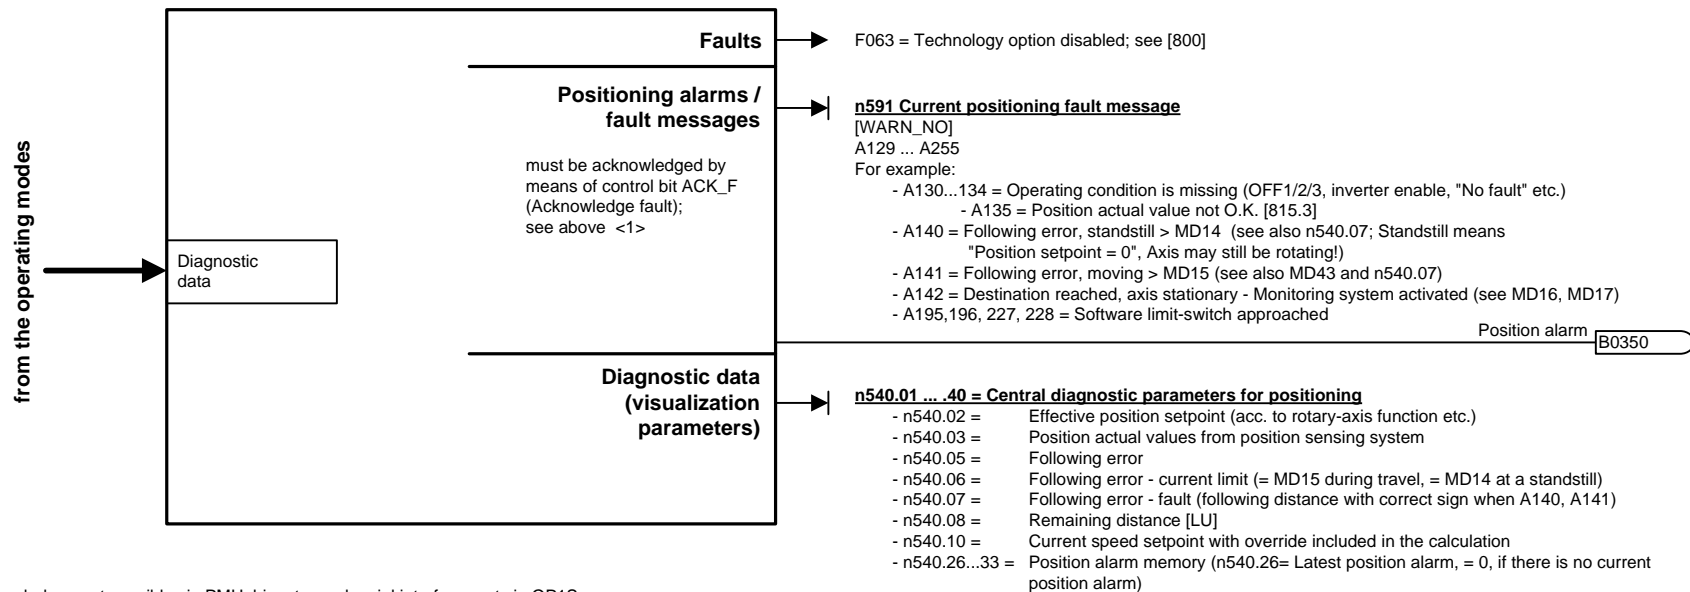 from the operating modes
Diagnostic
data
Faults
F063 = Technology option disabled; see [800]
Positioning alarms /
fault messages
must be acknowledged by
means of control bit ACK_F
(Acknowledge fault);
see above <1>
n591 Current positioning fault message
[WARN_NO]
A129 ... A255
For example:
- A130...134 = Operating condition is missing (OFF1/2/3, inverter enable, "No fault" etc.)
- A135 = Position actual value not O.K. [815.3]
- A140 = Following error, standstill > MD14 (see also n540.07; Standstill means
"Position setpoint = 0", Axis may still be rotating!)
- A141 = Following error, moving > MD15 (see also MD43 and n540.07)
- A142 = Destination reached, axis stationary - Monitoring system activated (see MD16, MD17)
- A195,196, 227, 228 = Software limit-switch approached
Position alarm
B0350
Diagnostic data
(visualization
parameters)
n540.01 ... .40 = Central diagnostic parameters for positioning
- n540.02 = Effective position setpoint (acc. to rotary-axis function etc.)
- n540.03 = Position actual values from position sensing system
- n540.05 = Following error
- n540.06 = Following error - current limit (= MD15 during travel, = MD14 at a standstill)
- n540.07 = Following error - fault (following distance with correct sign when A140, A141)
- n540.08 = Remaining distance [LU]
- n540.10 = Current speed setpoint with override included in the calculation
- n540.26...33 = Position alarm memory (n540.26= Latest position alarm, = 0, if there is no current
position alarm)